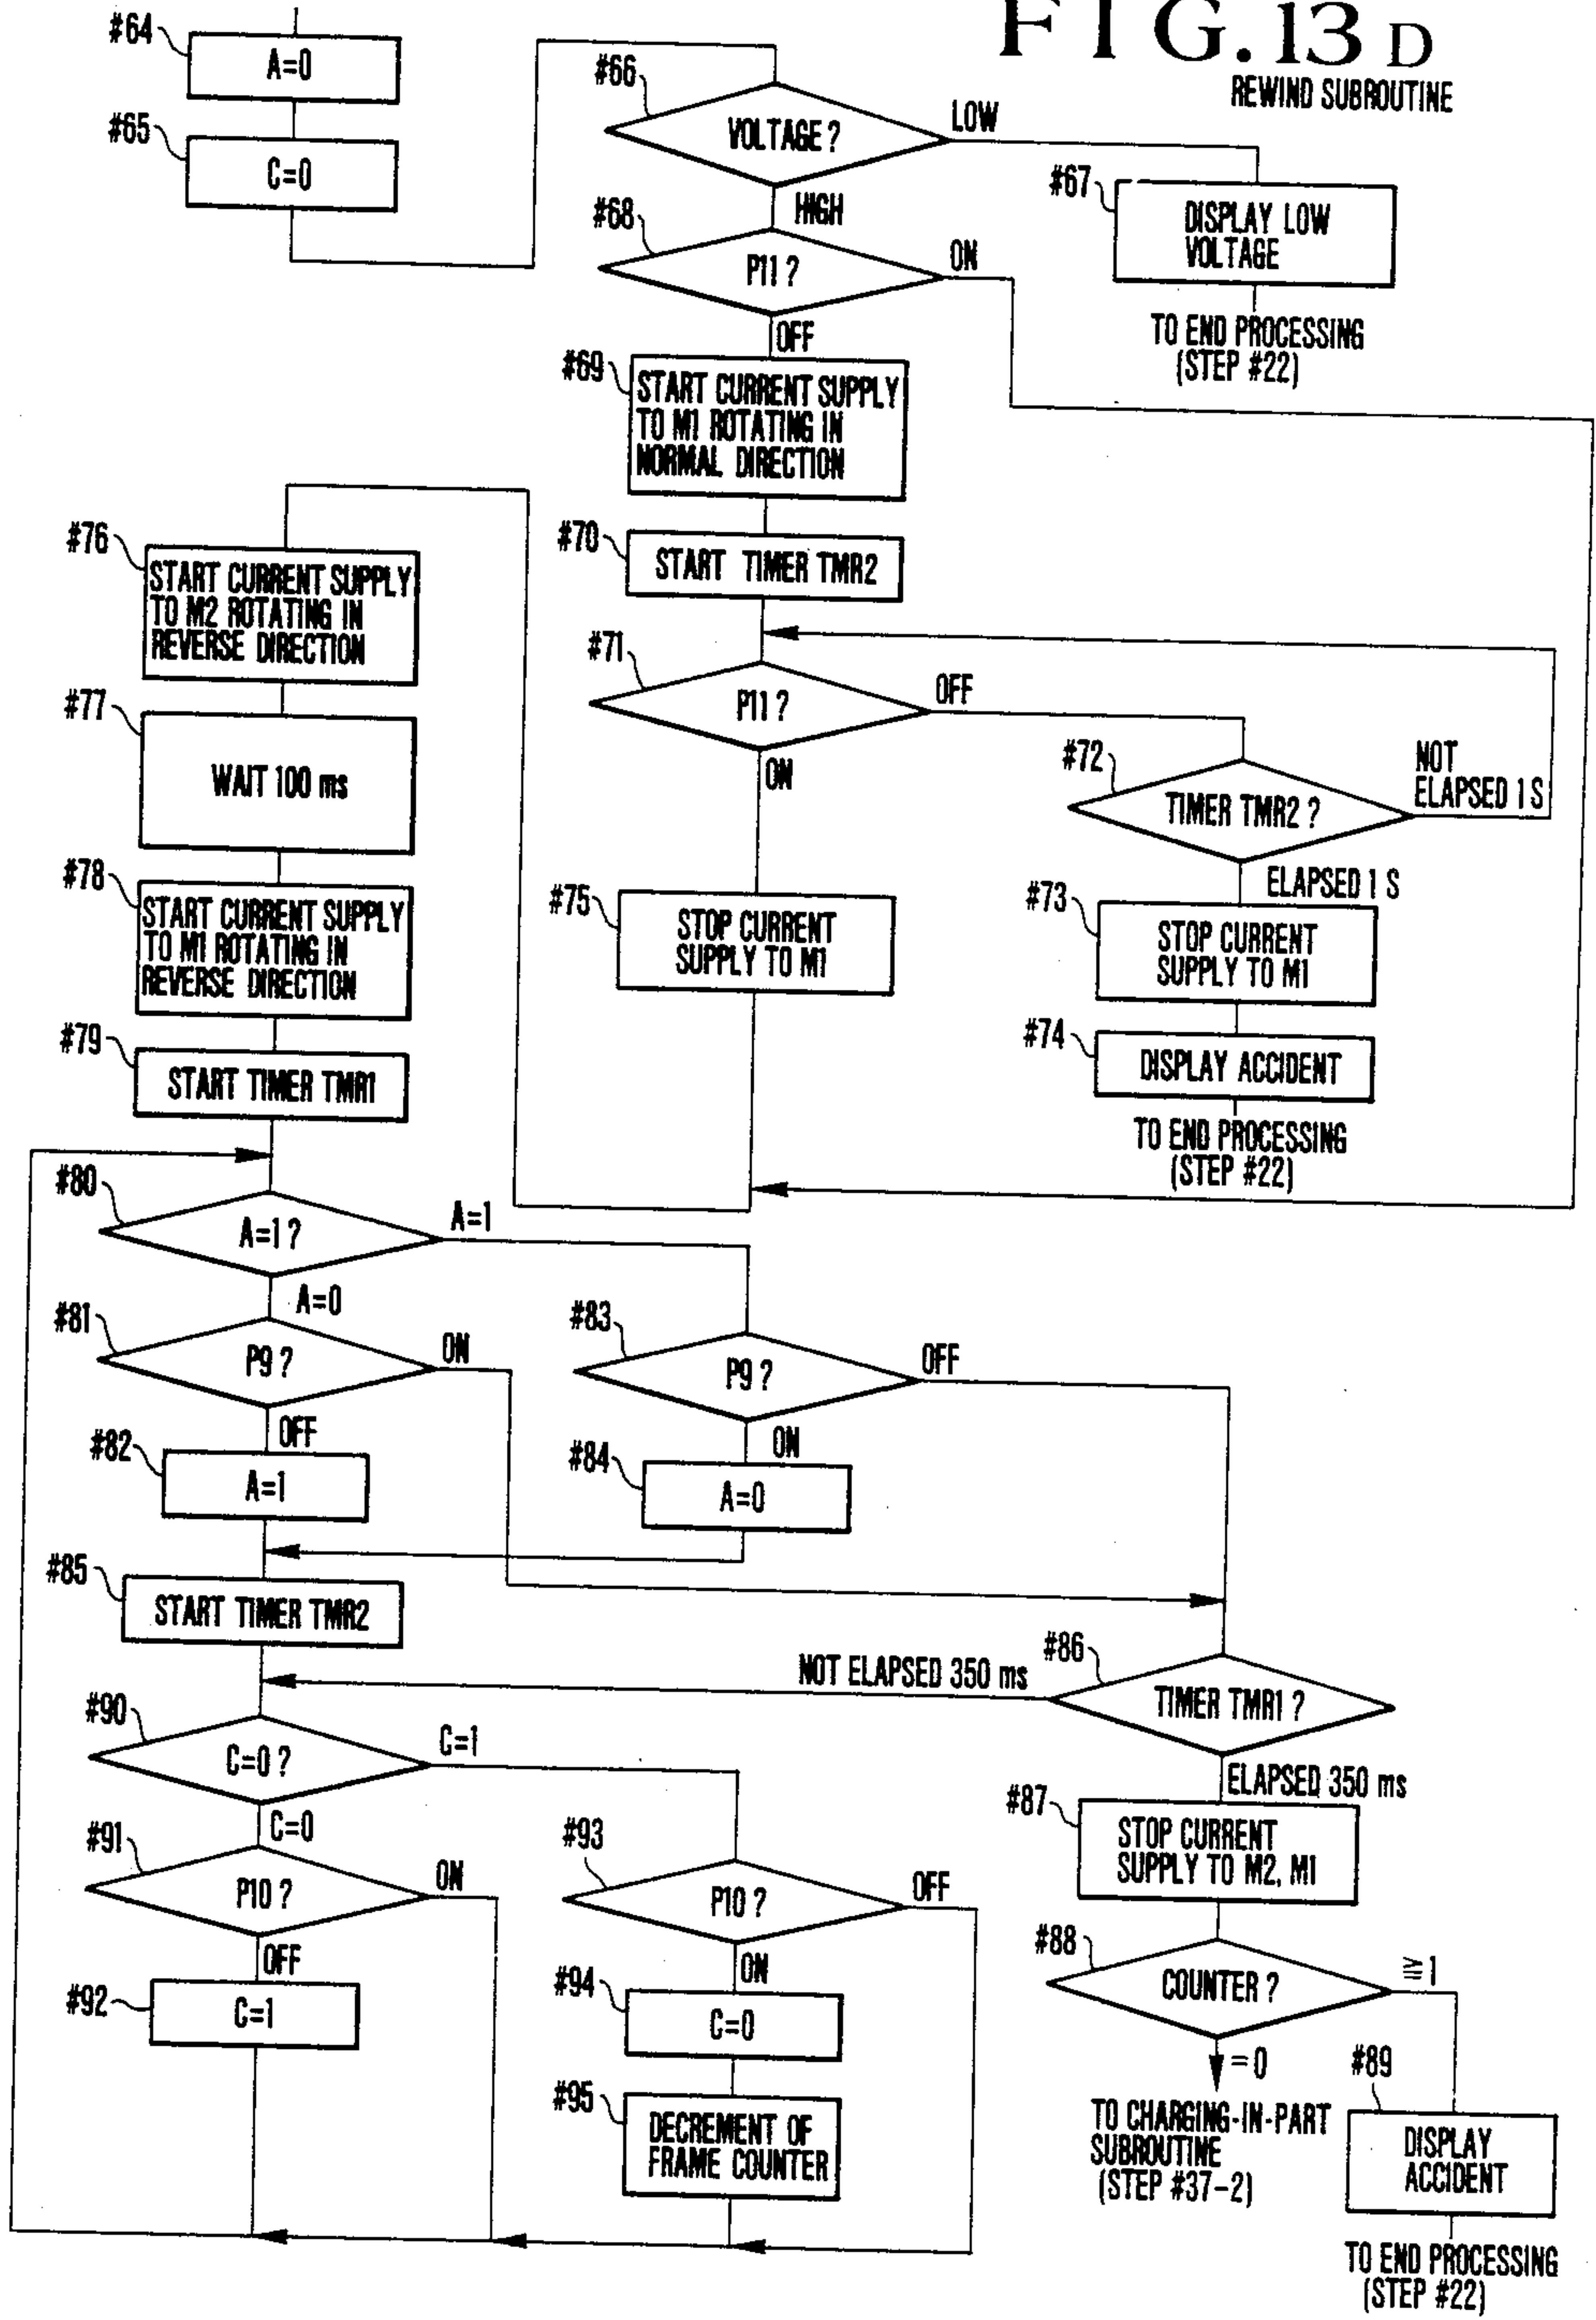 FIG. 13 D
REWIND SUBROUTINE
#64
A=0
#65
C=0
#66
VOLTAGE ?
LOW
HIGH
#67
DISPLAY LOW
VOLTAGE
TO END PROCESSING
(STEP #22)
#68
P11 ?
ON
OFF
#69
START CURRENT SUPPLY
TO M1 ROTATING IN
NORMAL DIRECTION
#70
START TIMER TMR2
#71
P11 ?
OFF
ON
#72
TIMER TMR2 ?
NOT
ELAPSED 1 S
ELAPSED 1 S
#73
STOP CURRENT
SUPPLY TO M1
#74
DISPLAY ACCIDENT
TO END PROCESSING
(STEP #22)
#75
STOP CURRENT
SUPPLY TO M1
#76
START CURRENT SUPPLY
TO M2 ROTATING IN
REVERSE DIRECTION
#77
WAIT 100 ms
#78
START CURRENT SUPPLY
TO M1 ROTATING IN
REVERSE DIRECTION
#79
START TIMER TMR1
#80
A=1 ?
A=1
A=0
#81
P9 ?
ON
OFF
#82
A=1
#83
P9 ?
OFF
ON
#84
A=0
#85
START TIMER TMR2
#86
TIMER TMR1 ?
NOT ELAPSED 350 ms
ELAPSED 350 ms
#87
STOP CURRENT
SUPPLY TO M2, M1
#88
COUNTER ?
≧1
=0
TO CHARGING-IN-PART
SUBROUTINE
(STEP #37-2)
#89
DISPLAY
ACCIDENT
TO END PROCESSING
(STEP #22)
#90
C=0 ?
C=1
C=0
#91
P10 ?
ON
OFF
#92
C=1
#93
P10 ?
OFF
ON
#94
C=0
#95
DECREMENT OF
FRAME COUNTER